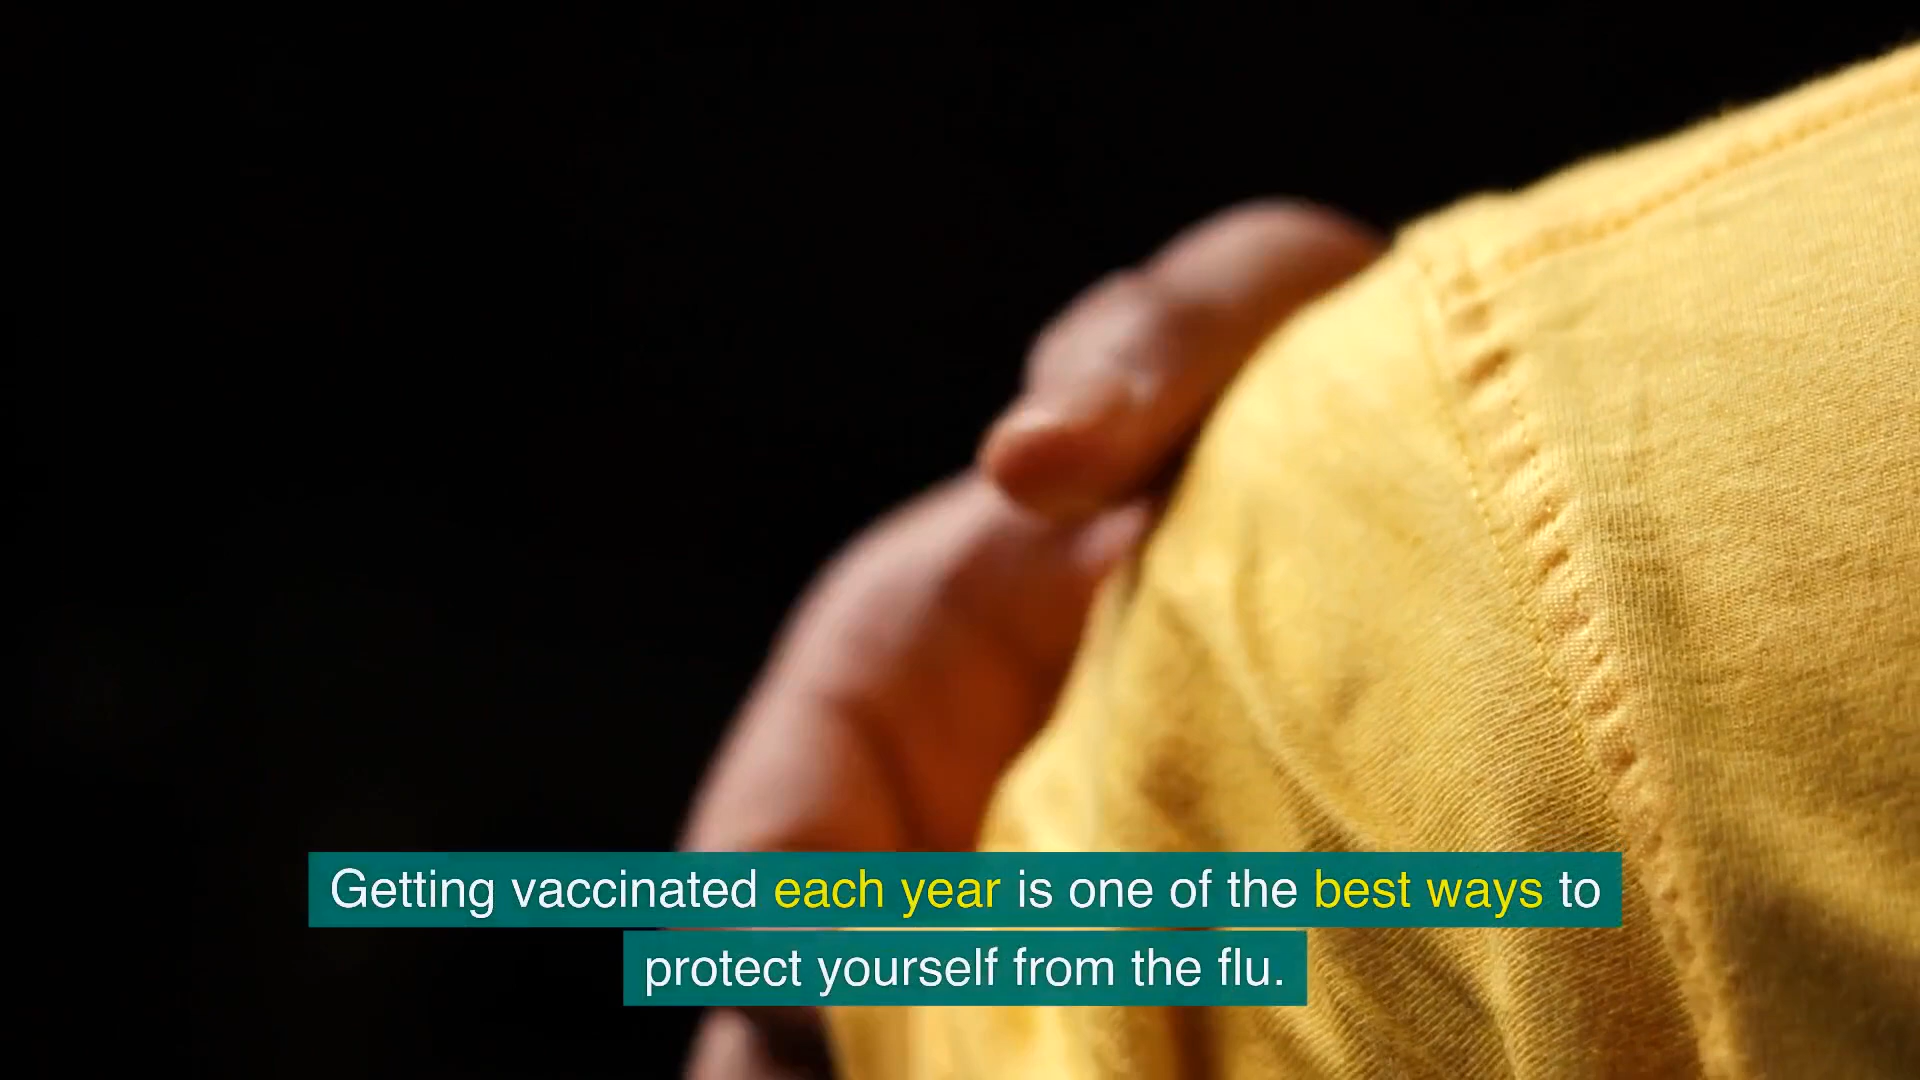 Getting vaccinated each year is one of the best ways to
protect yourself from the flu.